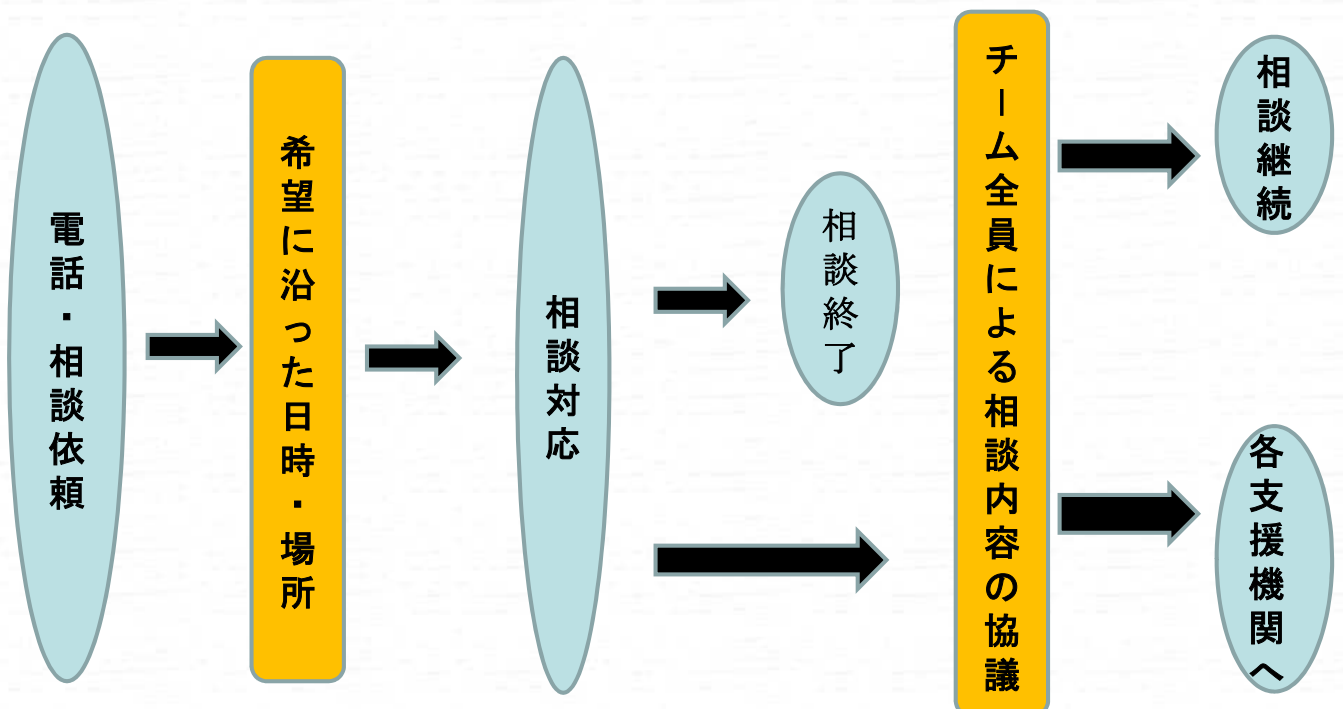 電話・相談依頼
希望に沿った日時・場所
相談対応
相談終了
チーム全員による相談内容の協議
相談継続
各支援機関へ